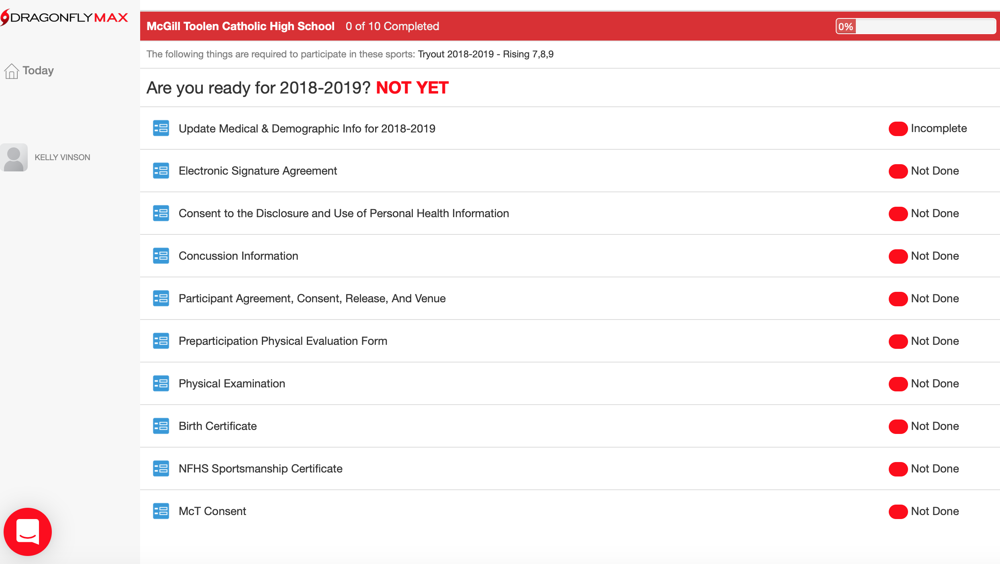 DRAGONFLYMAX
McGill Toolen Catholic High School 0 of 10 Completed 0%
The following things are required to participate in these sports: Tryout 2018-2019 - Rising 7,8,9
Today
Are you ready for 2018-2019? NOT YET
Update Medical & Demographic Info for 2018-2019 Incomplete
KELLY VINSON
Electronic Signature Agreement Not Done
Consent to the Disclosure and Use of Personal Health Information Not Done
Concussion Information Not Done
Participant Agreement, Consent, Release, And Venue Not Done
Preparticipation Physical Evaluation Form Not Done
Physical Examination Not Done
Birth Certificate Not Done
NFHS Sportsmanship Certificate Not Done
McT Consent Not Done